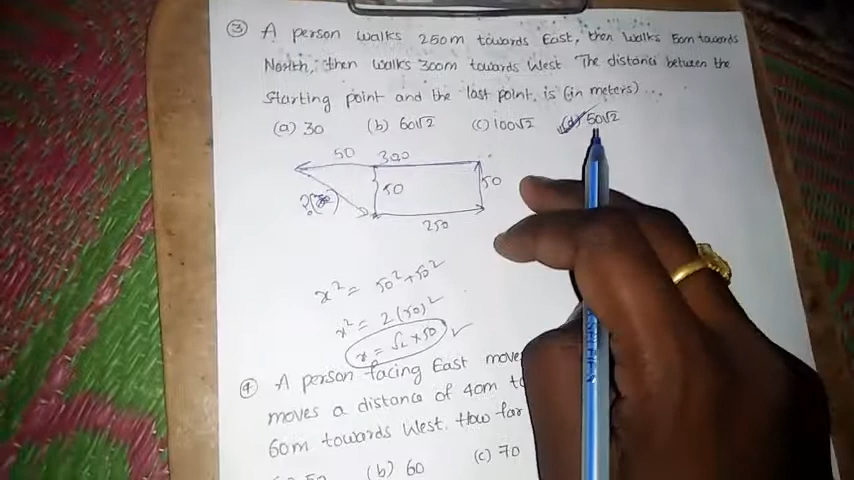 ③ A person walks 250m towards East, then walks 50m towards
North, then walks 300m towards West The distance between the
starting point and the last point is (in meters) ...
(a) 30 (b) 60√2 (c) 100√2 (d) 50√2
50 300
50 50
?
250
x² = 50² + 50²
x² = 2(50)²
x = √2 × 50
④ A person facing East moves
moves a distance of 40m
60m towards West. How far
50 (b) 60 (c) 70